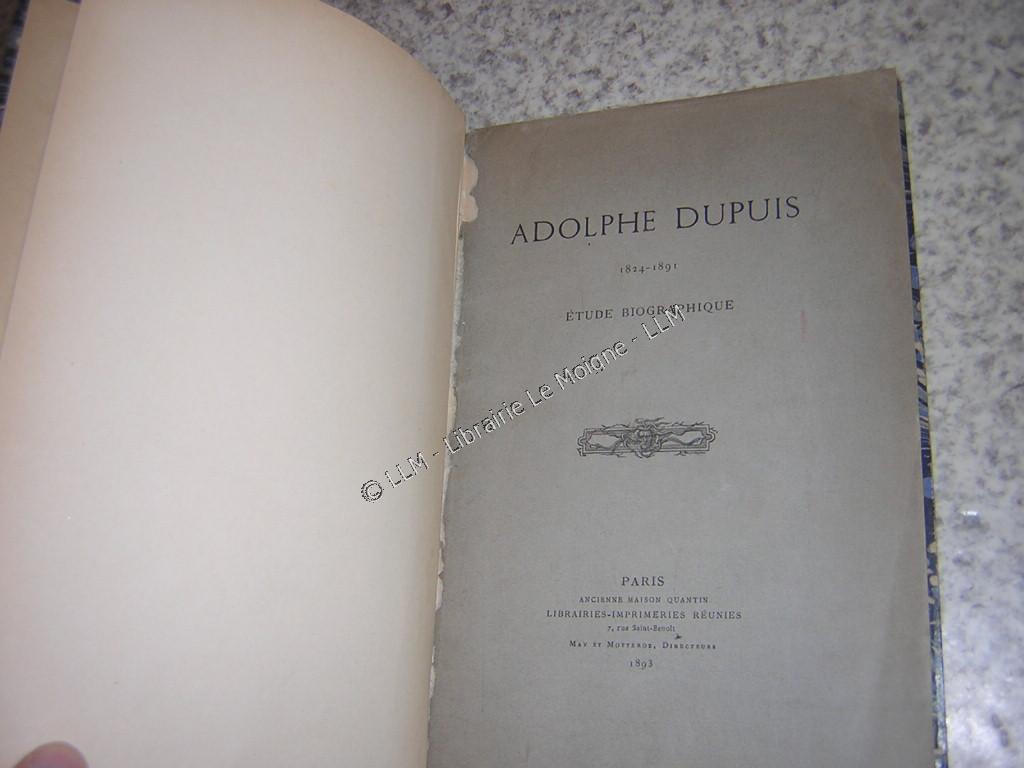 ADOLPHE DUPUIS
1824-1891
ÉTUDE BIOGRAPHIQUE
© LLM - Librairie Le Moigne - LLM
PARIS
ANCIENNE MAISON QUANTIN
LIBRAIRIES-IMPRIMERIES RÉUNIES
7, rue Saint-Benoît
MAY ET MOTTEROZ, DIRECTEURS
1893